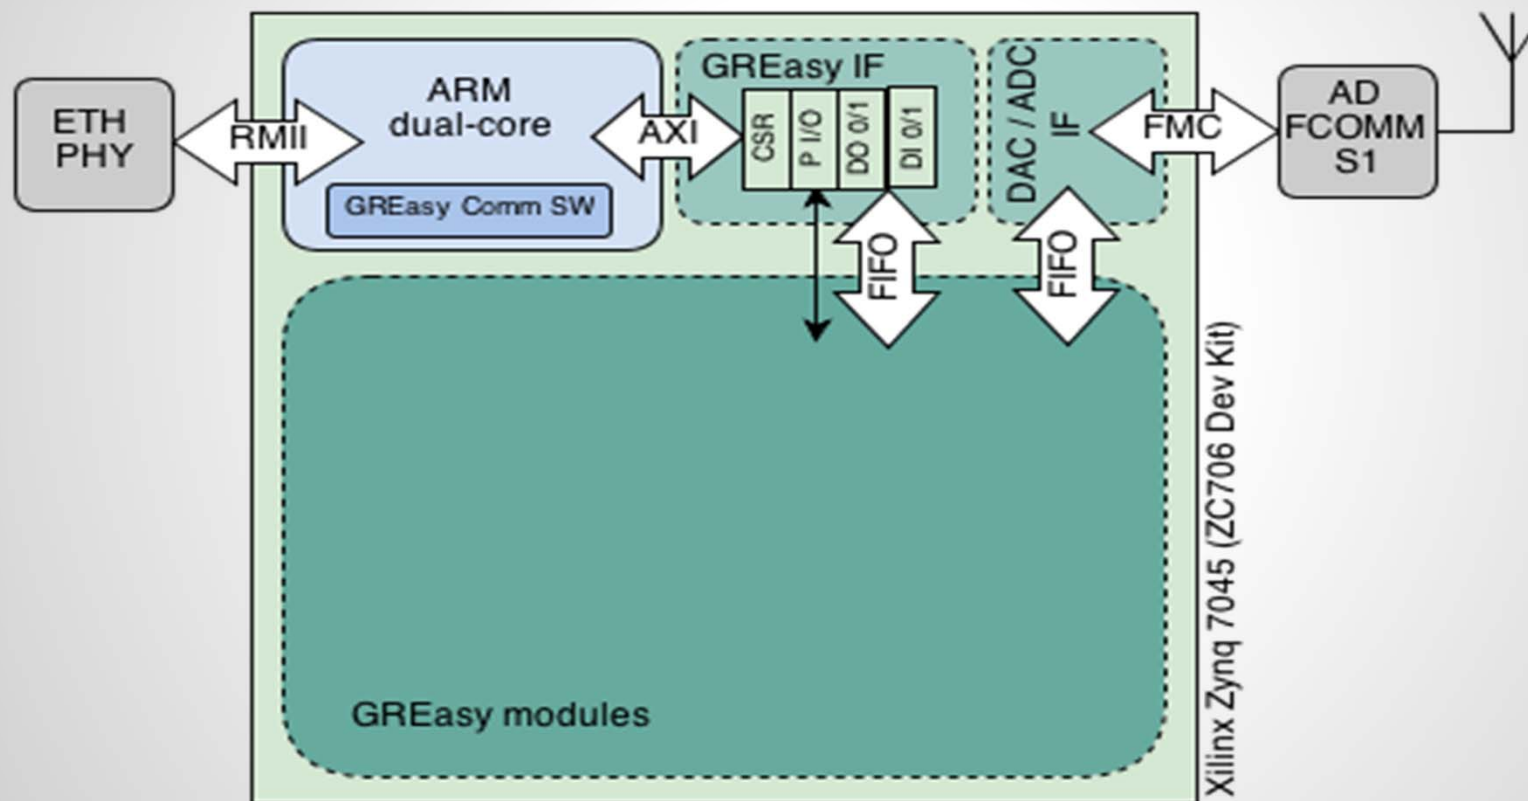 ETH
PHY
RMII
ARM
dual-core
GREasy Comm SW
AXI
GREasy IF
CSR
P I/O
DO 0/1
DI 0/1
DAC / ADC
IF
FMC
AD
FCOMM
S1
FIFO
FIFO
GREasy modules
Xilinx Zynq 7045 (ZC706 Dev Kit)